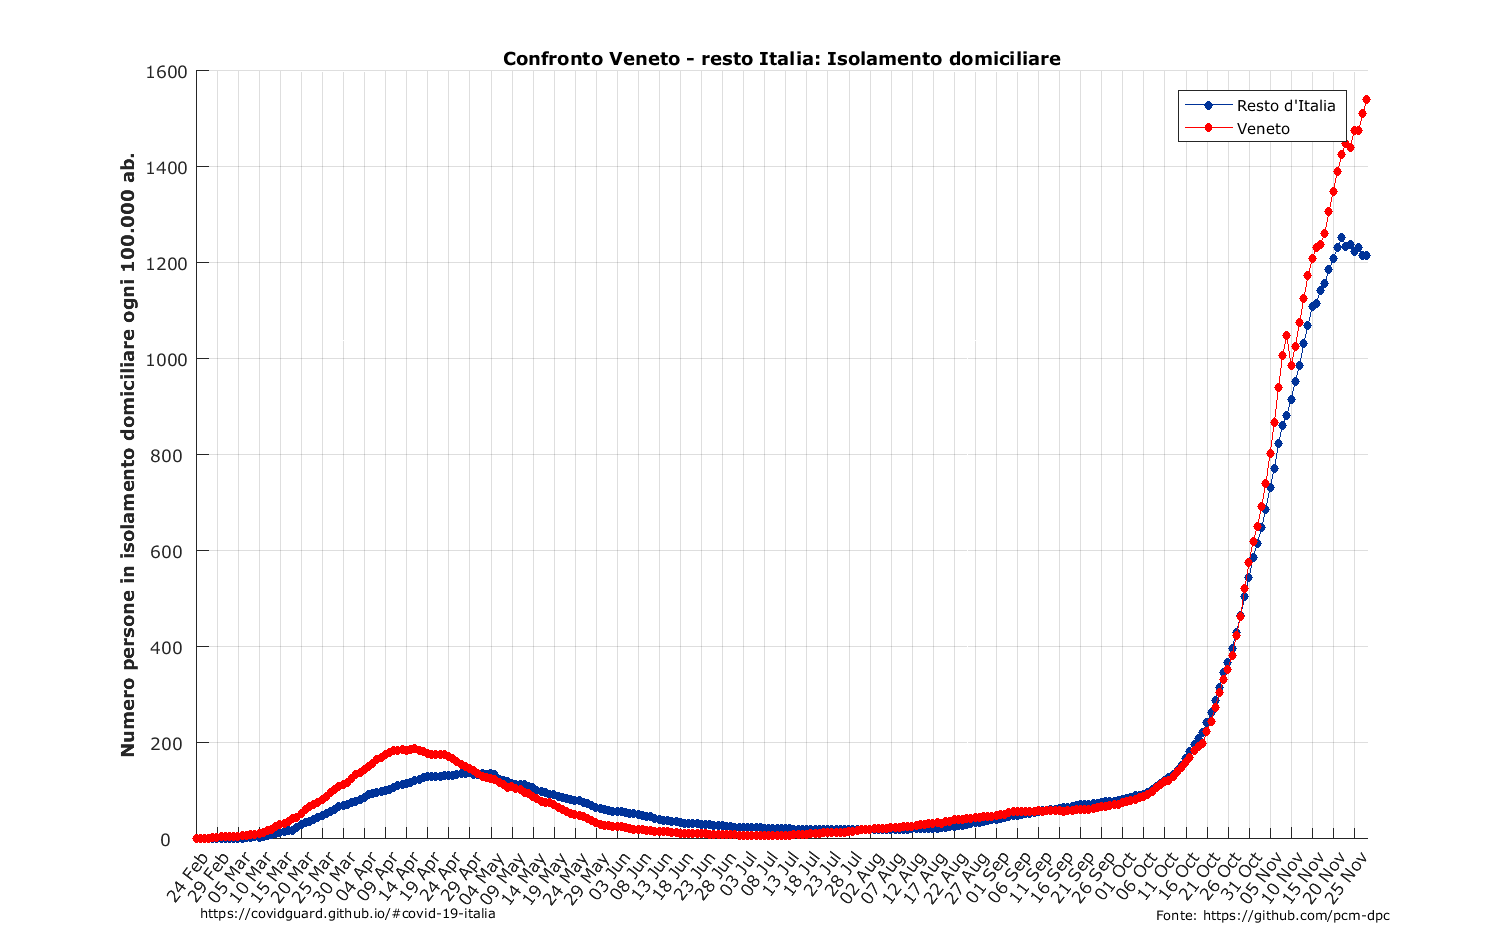 Confronto Veneto - resto Italia: Isolamento domiciliare
Numero persone in isolamento domiciliare ogni 100.000 ab.
1600
1400
1200
1000
800
600
400
200
0
Resto d'Italia
Veneto
24 Feb
29 Feb
05 Mar
10 Mar
15 Mar
20 Mar
25 Mar
30 Mar
04 Apr
09 Apr
14 Apr
19 Apr
24 Apr
29 Apr
04 May
09 May
14 May
19 May
24 May
29 May
03 Jun
08 Jun
13 Jun
18 Jun
23 Jun
28 Jun
03 Jul
08 Jul
13 Jul
18 Jul
23 Jul
28 Jul
02 Aug
07 Aug
12 Aug
17 Aug
22 Aug
27 Aug
01 Sep
06 Sep
11 Sep
16 Sep
21 Sep
26 Sep
01 Oct
06 Oct
11 Oct
16 Oct
21 Oct
26 Oct
31 Oct
05 Nov
10 Nov
15 Nov
20 Nov
25 Nov
https://covidguard.github.io/#covid-19-italia
Fonte: https://github.com/pcm-dpc